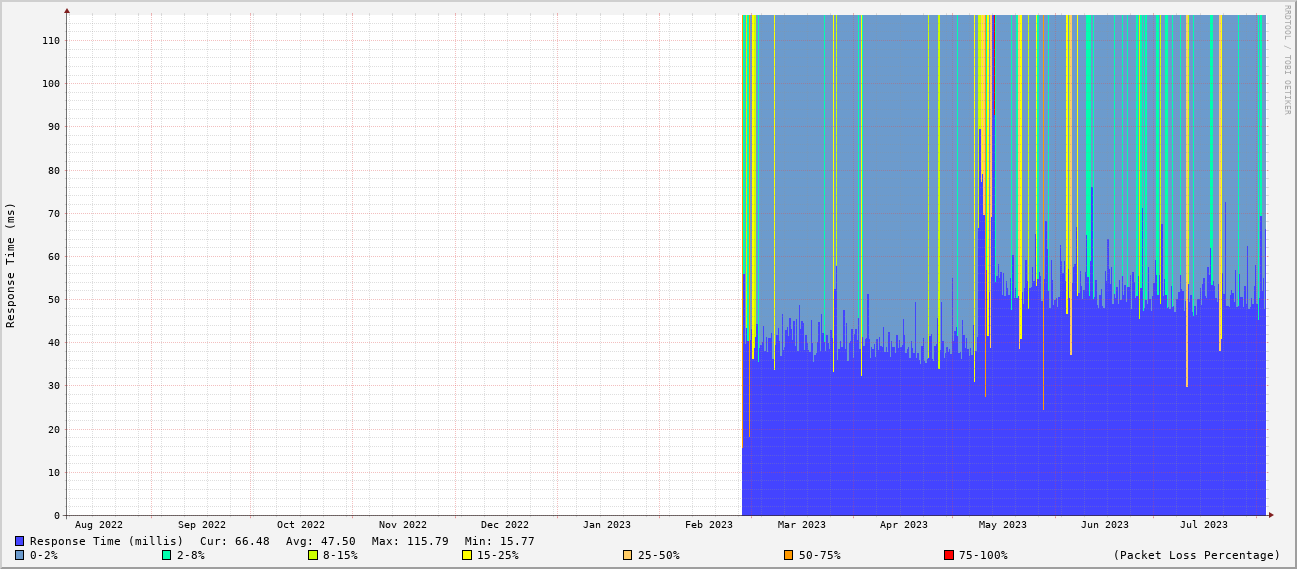 RRDTOOL / TOBI OETIKER
Response Time (ms)
110
100
90
80
70
60
50
40
30
20
10
0
Aug 2022 Sep 2022 Oct 2022 Nov 2022 Dec 2022 Jan 2023 Feb 2023 Mar 2023 Apr 2023 May 2023 Jun 2023 Jul 2023
Response Time (millis) Cur: 66.48 Avg: 47.50 Max: 115.79 Min: 15.77
0-2% 2-8% 8-15% 15-25% 25-50% 50-75% 75-100% (Packet Loss Percentage)